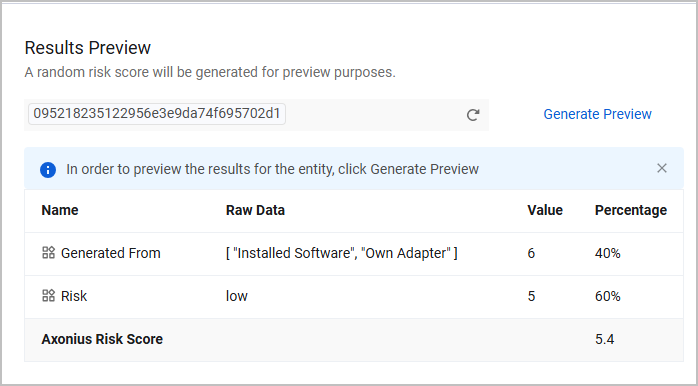 Results Preview
A random risk score will be generated for preview purposes.
095218235122956e3e9da74f695702d1 Generate Preview
In order to preview the results for the entity, click Generate Preview
Name Raw Data Value Percentage
Generated From [ "Installed Software", "Own Adapter" ] 6 40%
Risk low 5 60%
Axonius Risk Score 5.4